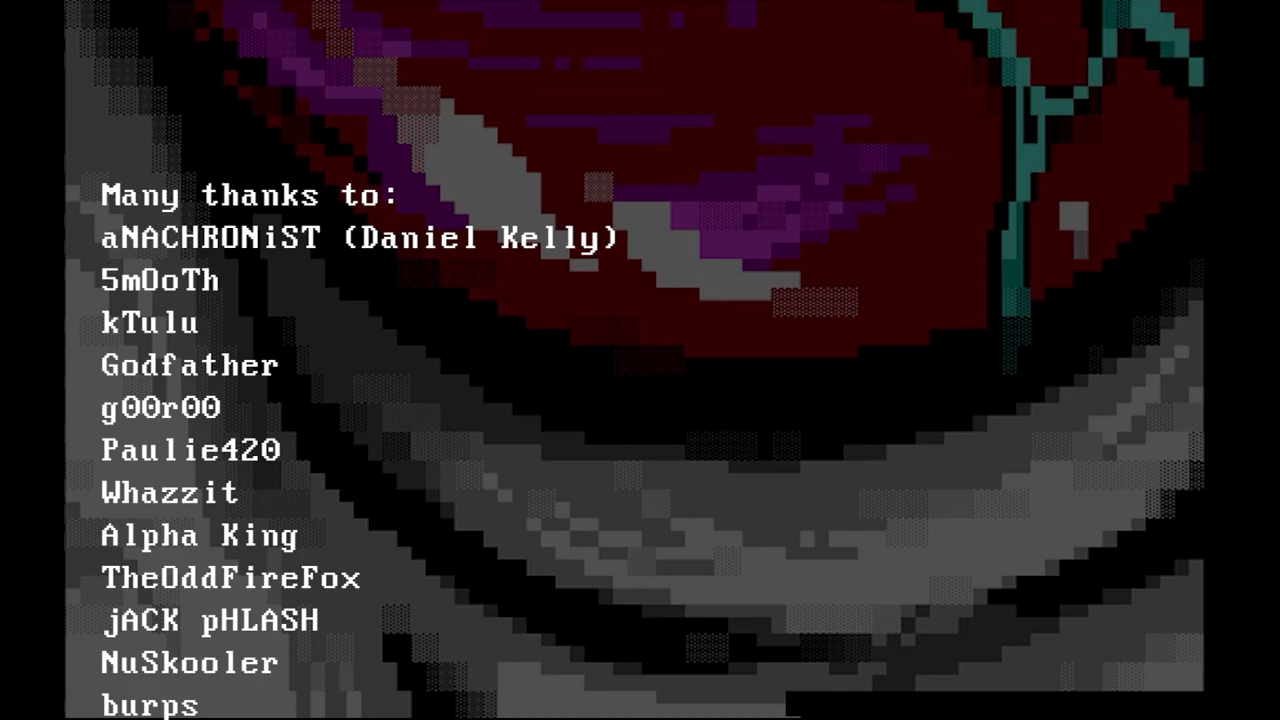 Many thanks to:
aNACHRONiST (Daniel Kelly)
5mOoTh
kTulu
Godfather
g00r00
Paulie420
Whazzit
Alpha King
TheOddFireFox
jACK pHLASH
NuSkooler
burps